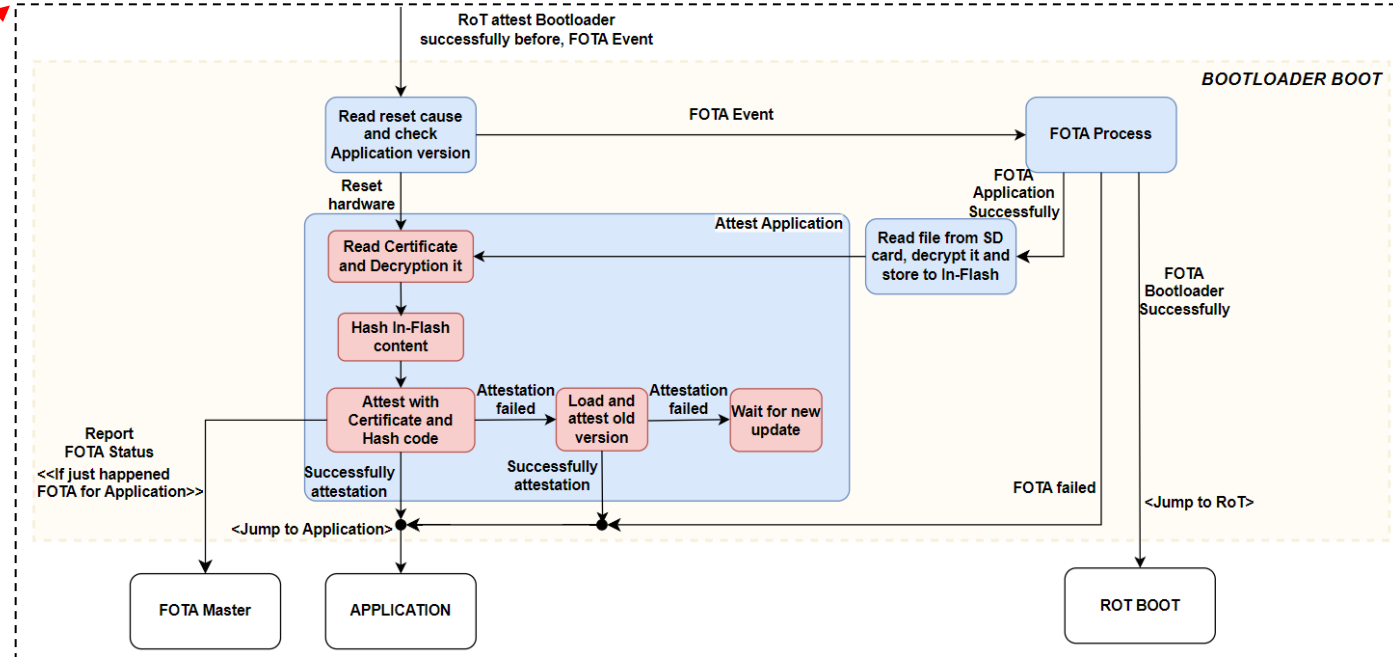 RoT attest Bootloader
successfully before, FOTA Event
BOOTLOADER BOOT
Read reset cause
and check
Application version
FOTA Event
FOTA Process
Reset
hardware
FOTA
Application
Successfully
Attest Application
Read Certificate
and Decryption it
Read file from SD
card, decrypt it and
store to In-Flash
FOTA
Bootloader
Successfully
Hash In-Flash
content
Attest with
Certificate and
Hash code
Attestation
failed
Load and
attest old
version
Attestation
failed
Wait for new
update
Report
FOTA Status
<<If just happened
FOTA for Application>>
Successfully
attestation
Successfully
attestation
FOTA failed
<Jump to RoT>
<Jump to Application>
FOTA Master
APPLICATION
ROT BOOT